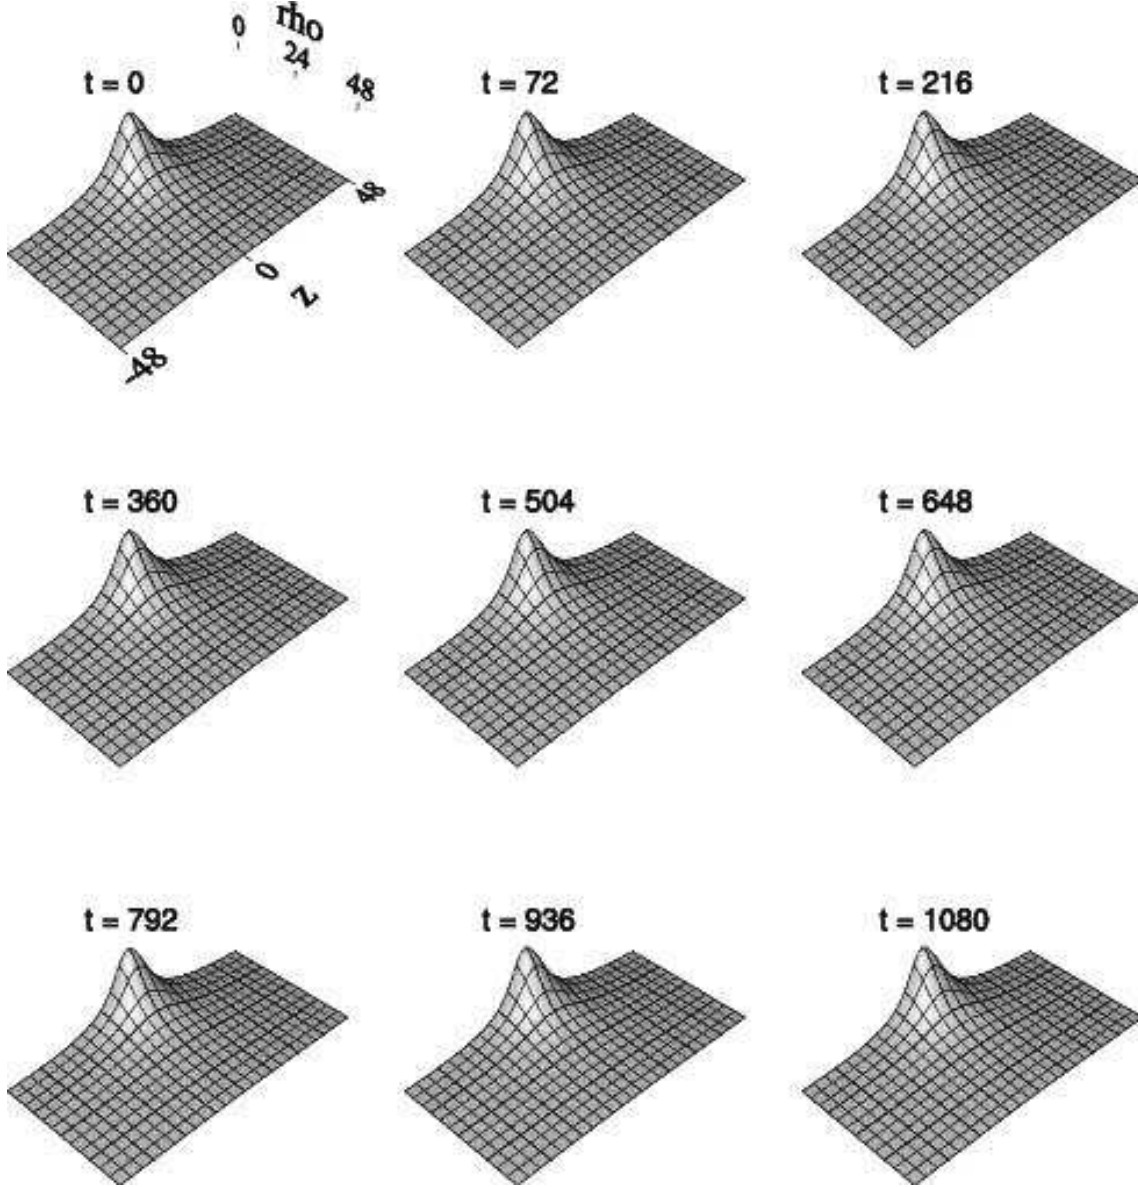 rho
0
24
48
t = 0
t = 72
t = 216
48
0
z
-48
t = 360
t = 504
t = 648
t = 792
t = 936
t = 1080